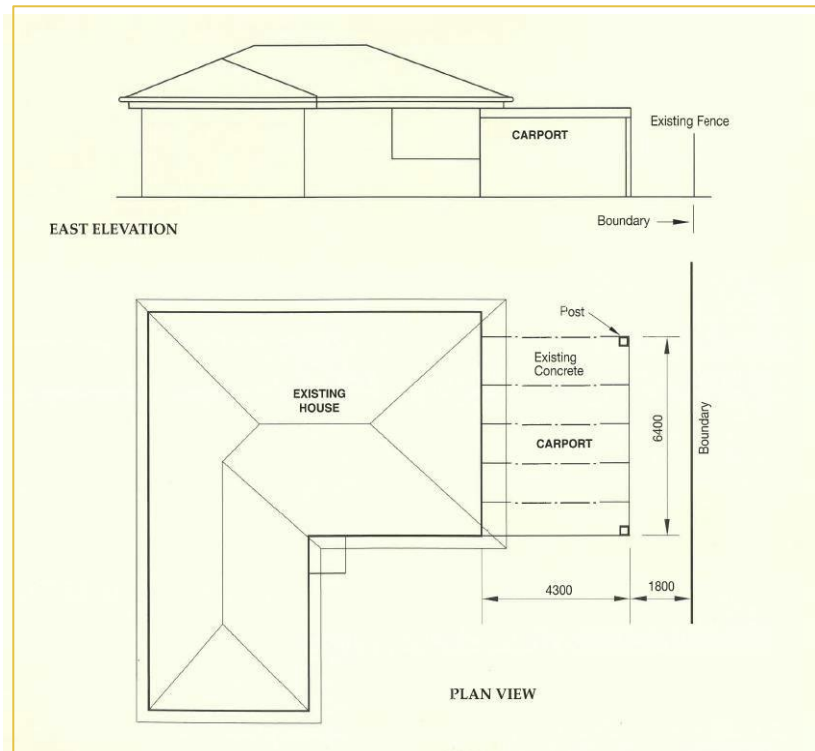 CARPORT
Existing Fence
EAST ELEVATION
Boundary
Post
Existing
Concrete
EXISTING
HOUSE
CARPORT
6400
Boundary
4300
1800
PLAN VIEW